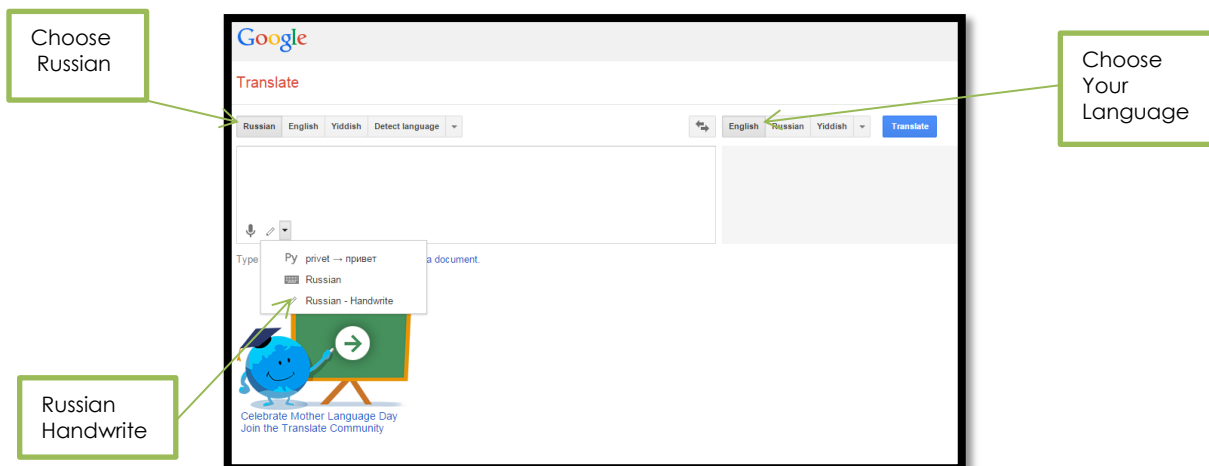 Choose
Russian
Google
Translate
Choose
Your
Language
Russian English Yiddish Detect language
English Russian Yiddish Translate
Type a document.
Ру privet → привет
Russian
Russian - Handwrite
Russian
Handwrite
Celebrate Mother Language Day
Join the Translate Community